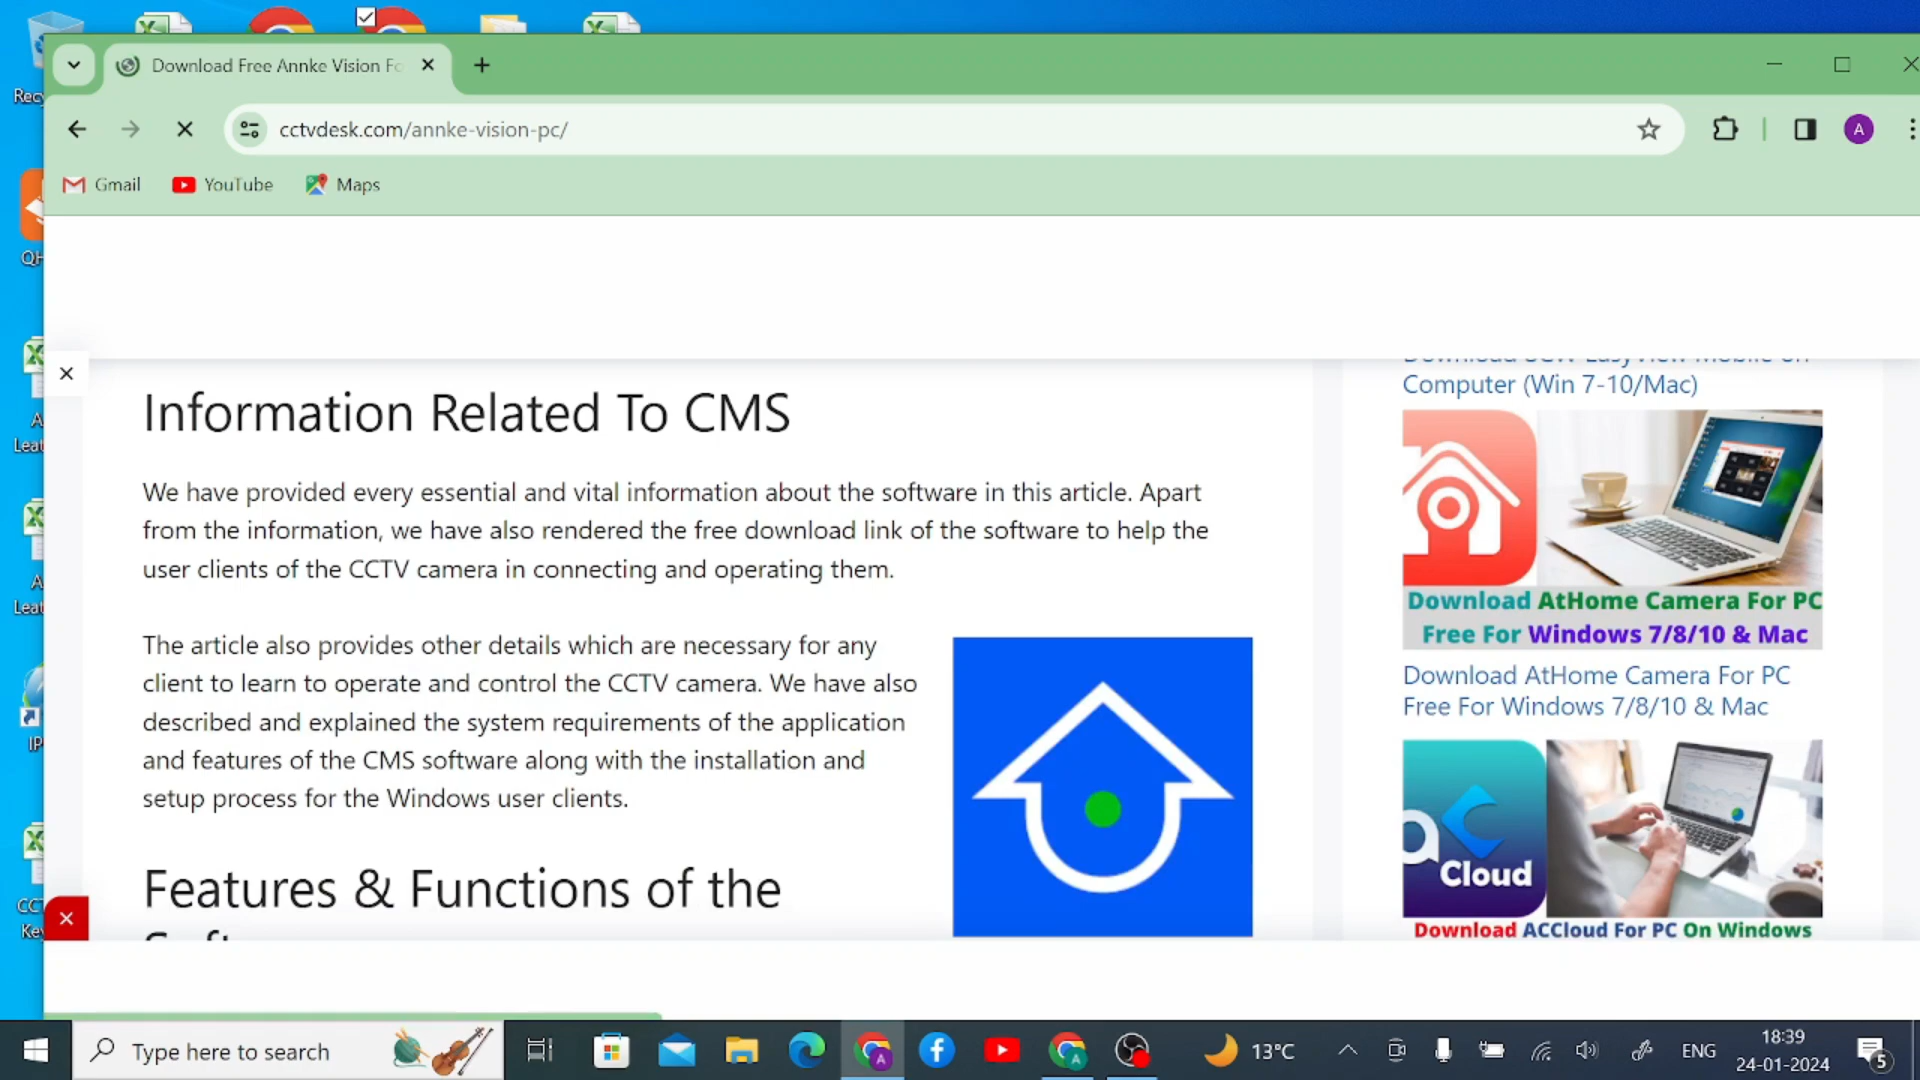 Download Free Annke Vision Fo
cctvdesk.com/annke-vision-pc/
A
Gmail
YouTube
Maps
Information Related To CMS
We have provided every essential and vital information about the software in this article. Apart
from the information, we have also rendered the free download link of the software to help the
user clients of the CCTV camera in connecting and operating them.
The article also provides other details which are necessary for any
client to learn to operate and control the CCTV camera. We have also
described and explained the system requirements of the application
and features of the CMS software along with the installation and
setup process for the Windows user clients.
Features & Functions of the
Computer (Win 7-10/Mac)
Download AtHome Camera For PC
Free For Windows 7/8/10 & Mac
Download AtHome Camera For PC
Free For Windows 7/8/10 & Mac
Cloud
Download ACCloud For PC On Windows
Type here to search
13°C
ENG
18:39
24-01-2024
5